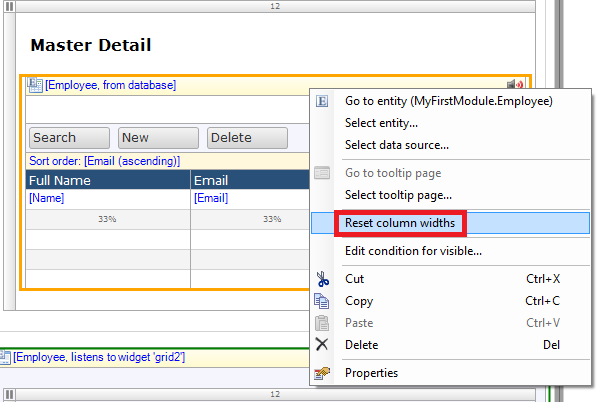 12
Master Detail
[Employee, from database]
Search New Delete
Sort order: [Email (ascending)]
Full Name Email
[Name] [Email]
33% 33%
Go to entity (MyFirstModule.Employee)
Select entity...
Select data source...
Go to tooltip page
Select tooltip page...
Reset column widths
Edit condition for visible...
Cut Ctrl+X
Copy Ctrl+C
Paste Ctrl+V
Delete Del
Properties
[Employee, listens to widget 'grid2']
12